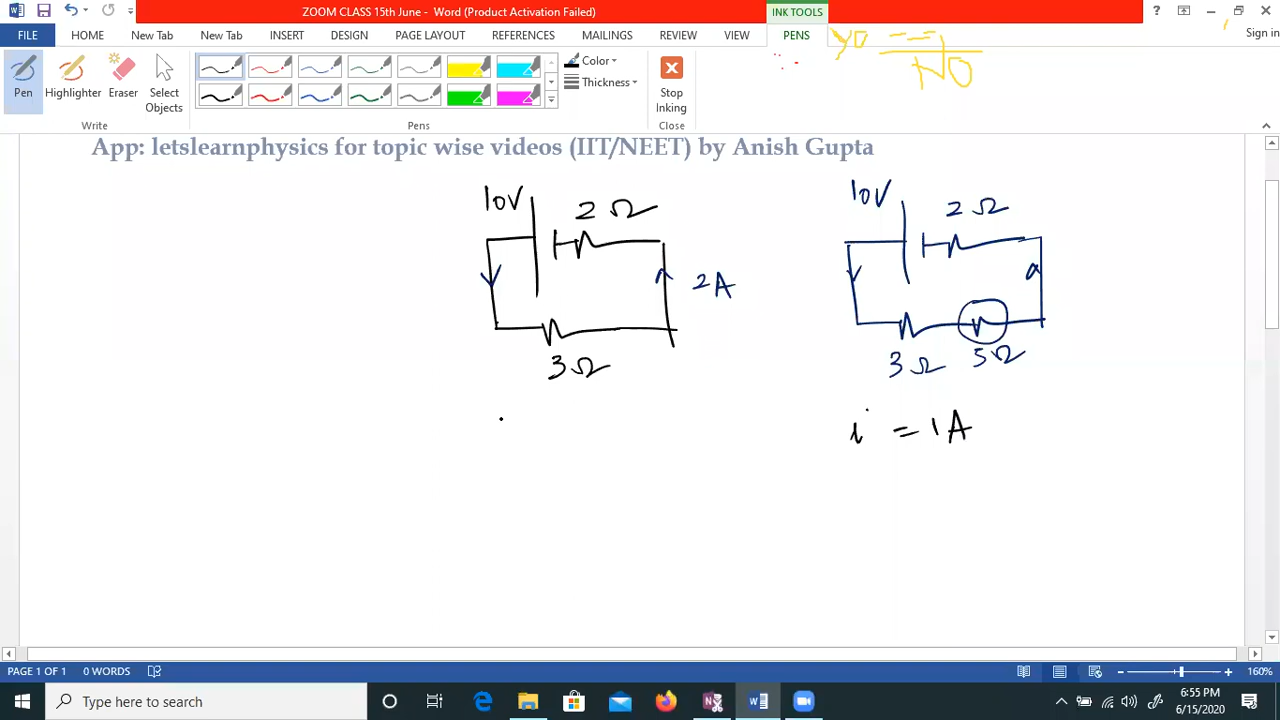 ZOOM CLASS 15th June - Word (Product Activation Failed)
INK TOOLS
?
FILE
HOME
New Tab
New Tab
INSERT
DESIGN
PAGE LAYOUT
REFERENCES
MAILINGS
REVIEW
VIEW
PENS
Sign in
NO
Pen
Highlighter
Eraser
Select Objects
Color
Thickness
Stop Inking
Write
Pens
Close
App: letslearnphysics for topic wise videos (IIT/NEET) by Anish Gupta
10V
2 Ω
2A
3 Ω
10V
2 Ω
3 Ω
5 Ω
i = 1A
PAGE 1 OF 1
0 WORDS
160%
Type here to search
6:55 PM
6/15/2020